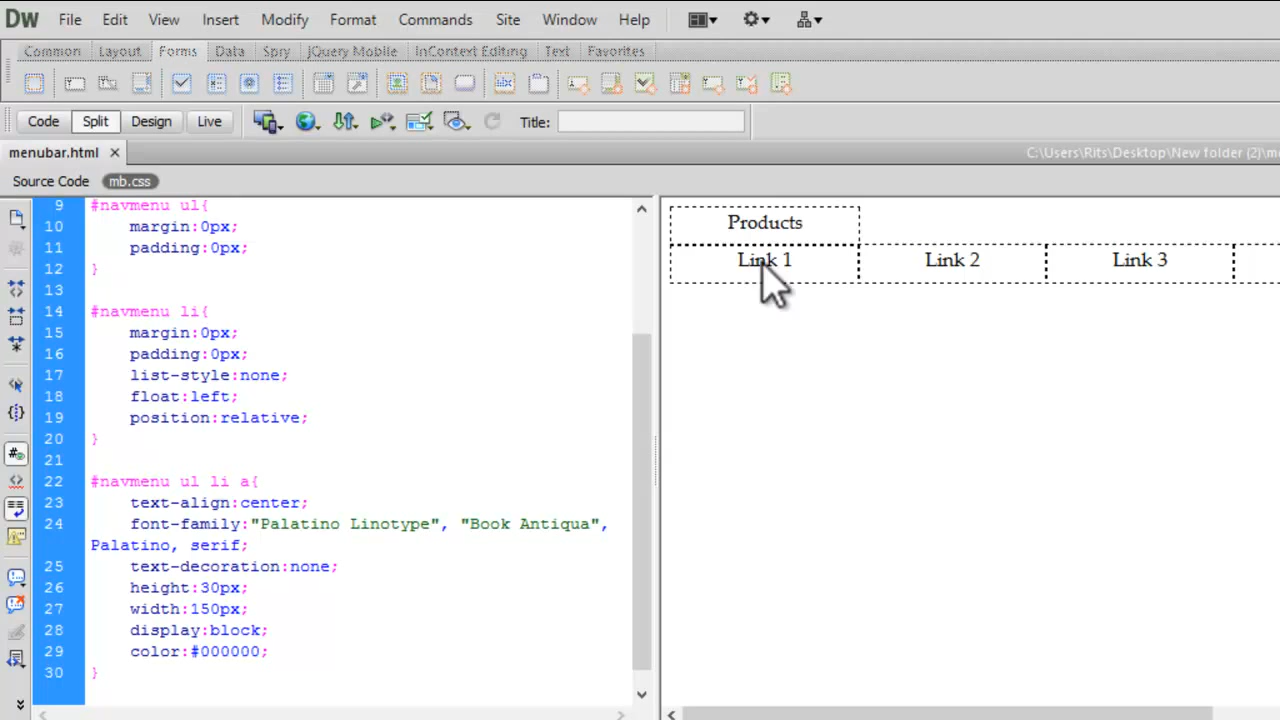 Dw File Edit View Insert Modify Format Commands Site Window Help
Common Layout Forms Data Spry jQuery Mobile InContext Editing Text Favorites
Code Split Design Live Title:
menubar.html × C:\Users\Rits\Desktop\New folder (2)\m
Source Code mb.css
9 #navmenu ul{
10 margin:0px;
11 padding:0px;
12 }
13
14 #navmenu li{
15 margin:0px;
16 padding:0px;
17 list-style:none;
18 float:left;
19 position:relative;
20 }
21
22 #navmenu ul li a{
23 text-align:center;
24 font-family:"Palatino Linotype", "Book Antiqua",
Palatino, serif;
25 text-decoration:none;
26 height:30px;
27 width:150px;
28 display:block;
29 color:#000000;
30 }
Products
Link 1 Link 2 Link 3